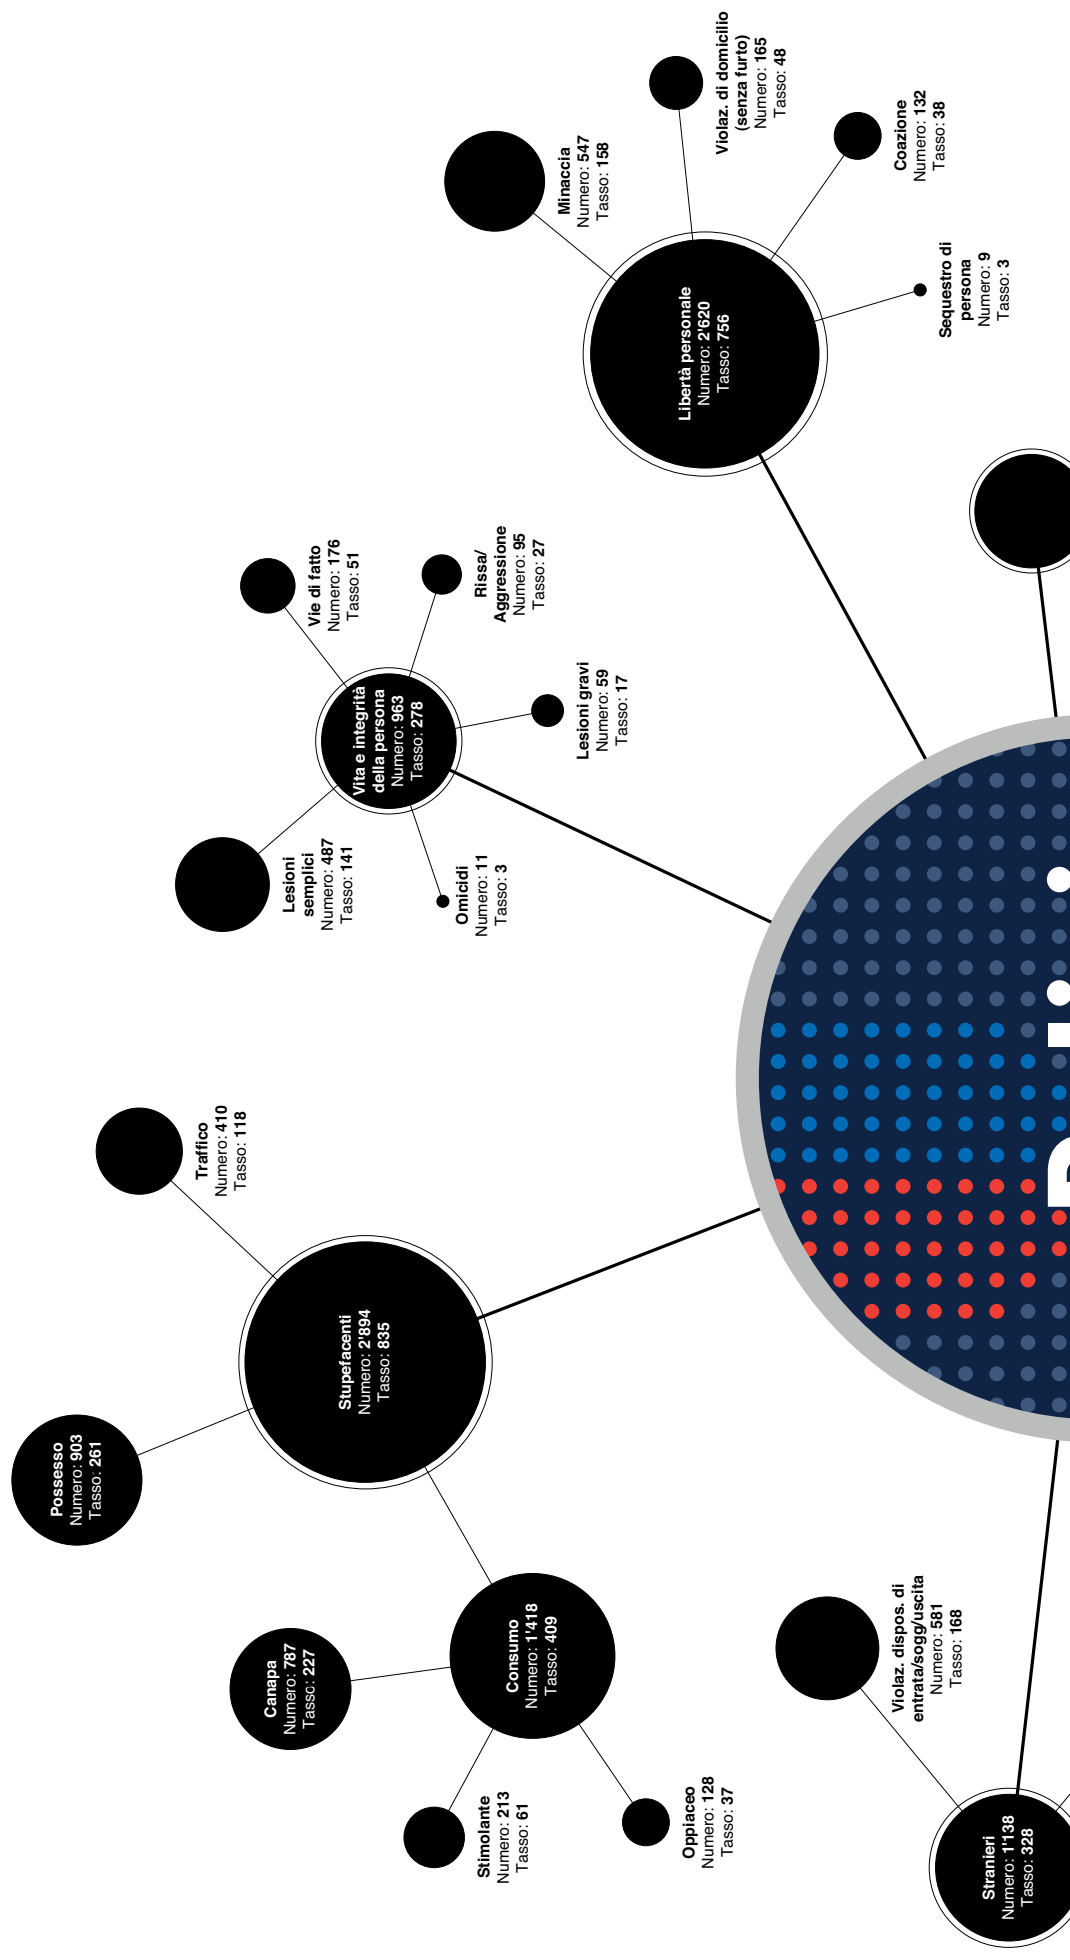 Possesso
Numero: 903
Tasso: 261
Traffico
Numero: 410
Tasso: 118
Stupefacenti
Numero: 2'894
Tasso: 835
Canapa
Numero: 787
Tasso: 227
Consumo
Numero: 1'418
Tasso: 409
Stimolante
Numero: 213
Tasso: 61
Oppiaceo
Numero: 128
Tasso: 37
Violaz. dispos. di
entrata/sogg/uscita
Numero: 581
Tasso: 168
Stranieri
Numero: 1'138
Tasso: 328
Lesioni
semplici
Numero: 487
Tasso: 141
Vie di fatto
Numero: 176
Tasso: 51
Vita e integrità
della persona
Numero: 963
Tasso: 278
Omicidi
Numero: 11
Tasso: 3
Rissa/
Aggressione
Numero: 95
Tasso: 27
Lesioni gravi
Numero: 59
Tasso: 17
Minaccia
Numero: 547
Tasso: 158
Violaz. di domicilio
(senza furto)
Numero: 165
Tasso: 48
Libertà personale
Numero: 2'620
Tasso: 756
Coazione
Numero: 132
Tasso: 38
Sequestro di
persona
Numero: 9
Tasso: 3